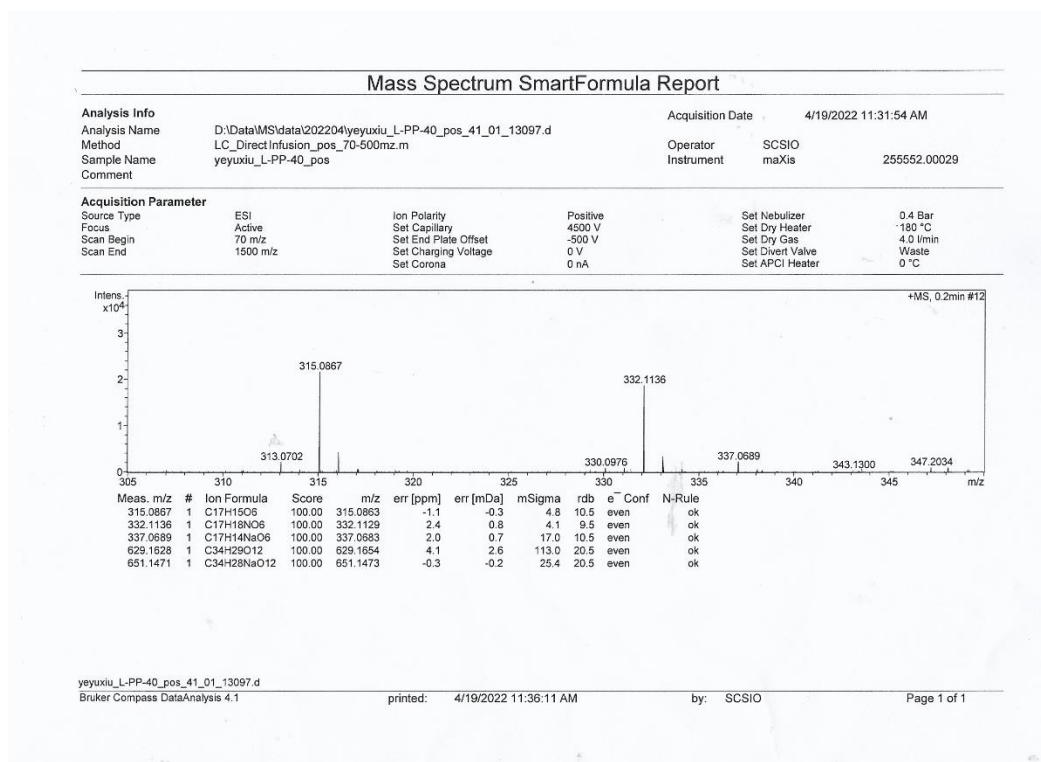 Mass Spectrum SmartFormula Report
Analysis Info
Acquisition Date 4/19/2022 11:31:54 AM
Analysis Name D:\Data\MS\data\202204\yeyuxiu_L-PP-40_pos_41_01_13097.d
Method LC_Direct Infusion_pos_70-500mz.m
Operator SCSIO
Sample Name yeyuxiu_L-PP-40_pos
Instrument maXis 255552.00029
Comment
Acquisition Parameter
Source Type ESI Ion Polarity Positive Set Nebulizer 0.4 Bar
Focus Active Set Capillary 4500 V Set Dry Heater 180 °C
Scan Begin 70 m/z Set End Plate Offset -500 V Set Dry Gas 4.0 l/min
Scan End 1500 m/z Set Charging Voltage 0 V Set Divert Valve Waste
Set Corona 0 nA Set APCI Heater 0 °C
Intens.
x10⁴
+MS, 0.2min #12
3
315.0867
2
332.1136
1
313.0702
330.0976
337.0689
343.1300
347.2034
0
305 310 315 320 325 330 335 340 345 m/z
Meas. m/z # Ion Formula Score m/z err [ppm] err [mDa] mSigma rdb e⁻ Conf N-Rule
315.0867 1 C17H15O6 100.00 315.0863 -1.1 -0.3 4.8 10.5 even ok
332.1136 1 C17H18NO6 100.00 332.1129 2.4 0.8 4.1 9.5 even ok
337.0689 1 C17H14NaO6 100.00 337.0683 2.0 0.7 17.0 10.5 even ok
629.1628 1 C34H29O12 100.00 629.1654 4.1 2.6 113.0 20.5 even ok
651.1471 1 C34H28NaO12 100.00 651.1473 -0.3 -0.2 25.4 20.5 even ok
yeyuxiu_L-PP-40_pos_41_01_13097.d
Bruker Compass DataAnalysis 4.1 printed: 4/19/2022 11:36:11 AM by: SCSIO Page 1 of 1